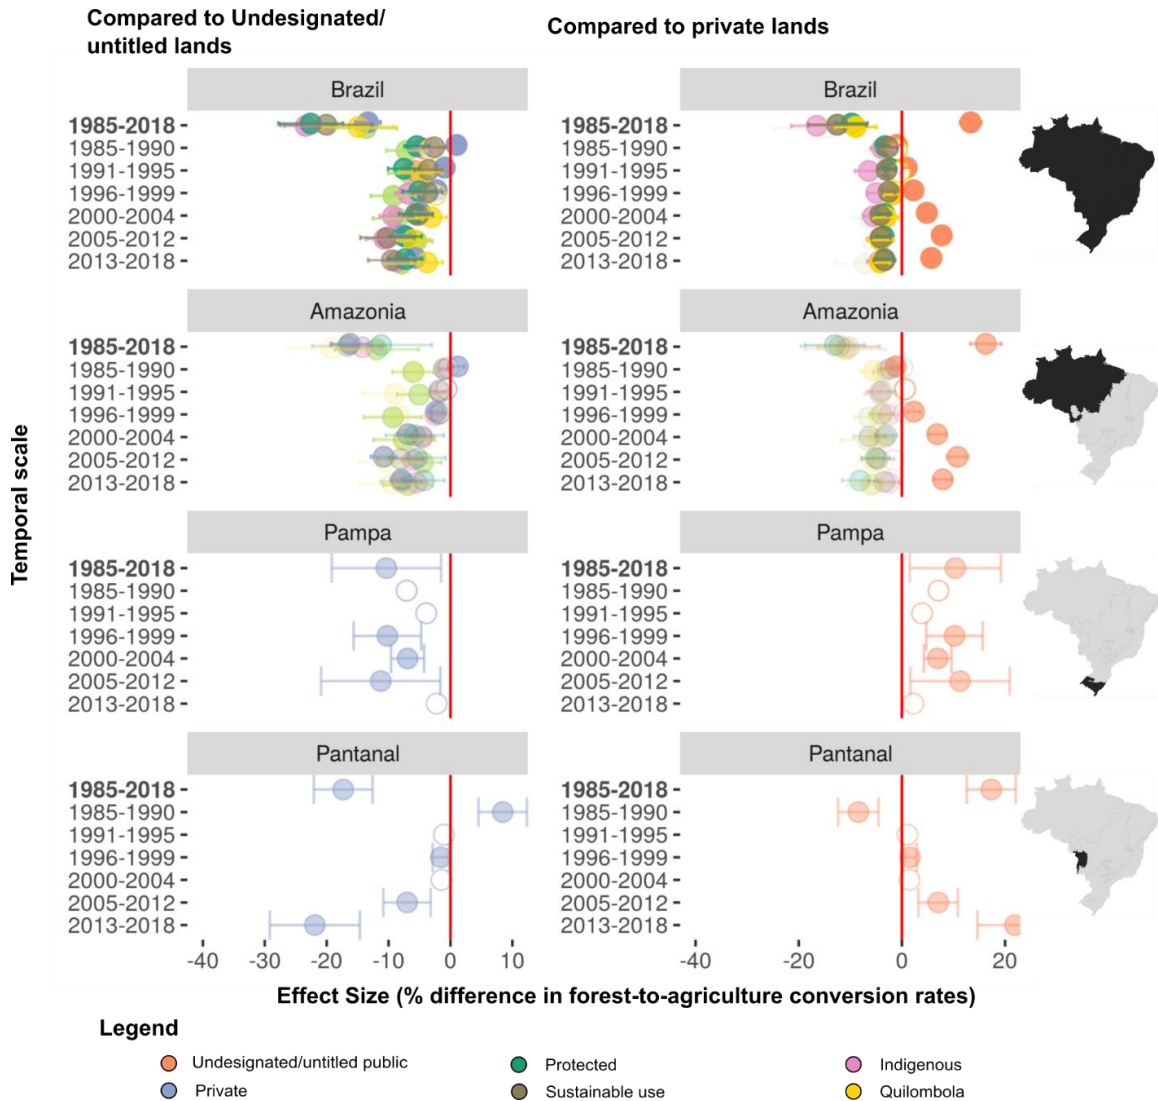 Compared to Undesignated/
untitled lands
Compared to private lands
Temporal scale
Brazil
1985-2018
1985-1990
1991-1995
1996-1999
2000-2004
2005-2012
2013-2018
Brazil
1985-2018
1985-1990
1991-1995
1996-1999
2000-2004
2005-2012
2013-2018
Amazonia
1985-2018
1985-1990
1991-1995
1996-1999
2000-2004
2005-2012
2013-2018
Amazonia
1985-2018
1985-1990
1991-1995
1996-1999
2000-2004
2005-2012
2013-2018
Pampa
1985-2018
1985-1990
1991-1995
1996-1999
2000-2004
2005-2012
2013-2018
Pampa
1985-2018
1985-1990
1991-1995
1996-1999
2000-2004
2005-2012
2013-2018
Pantanal
1985-2018
1985-1990
1991-1995
1996-1999
2000-2004
2005-2012
2013-2018
Pantanal
1985-2018
1985-1990
1991-1995
1996-1999
2000-2004
2005-2012
2013-2018
-40 -30 -20 -10 0 10
-40 -20 0 20
Effect Size (% difference in forest-to-agriculture conversion rates)
Legend
Undesignated/untitled public
Protected
Indigenous
Private
Sustainable use
Quilombola